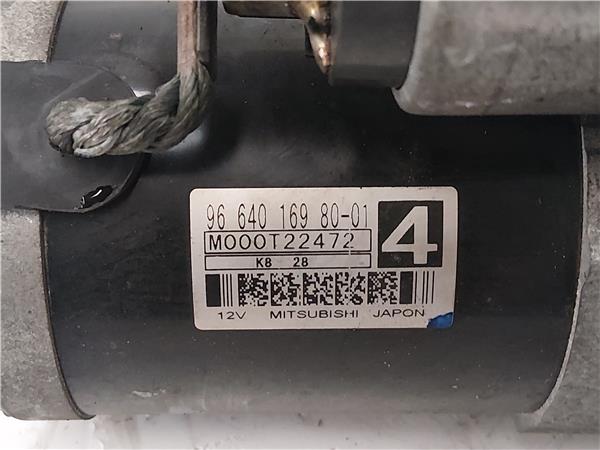 96 640 169 80-01
M000T22472
4
K8 28
12V MITSUBISHI JAPON